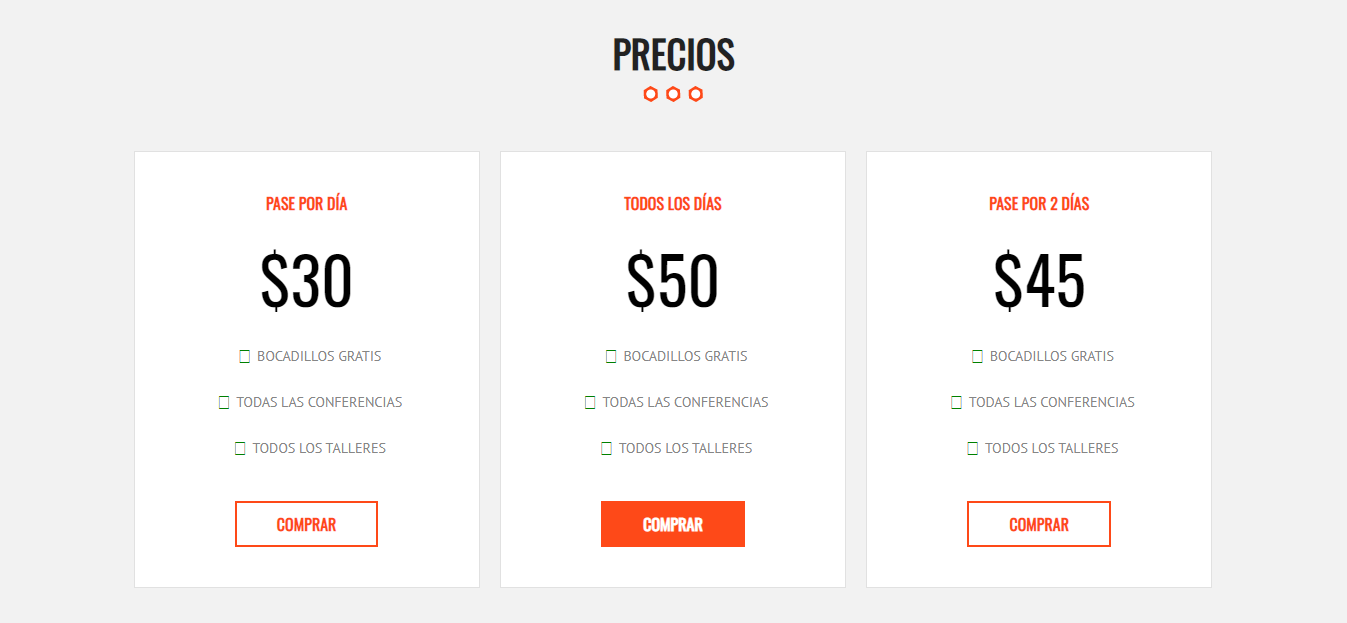 PRECIOS
PASE POR DÍA
$30
BOCADILLOS GRATIS
TODAS LAS CONFERENCIAS
TODOS LOS TALLERES
COMPRAR
TODOS LOS DÍAS
$50
BOCADILLOS GRATIS
TODAS LAS CONFERENCIAS
TODOS LOS TALLERES
COMPRAR
PASE POR 2 DÍAS
$45
BOCADILLOS GRATIS
TODAS LAS CONFERENCIAS
TODOS LOS TALLERES
COMPRAR